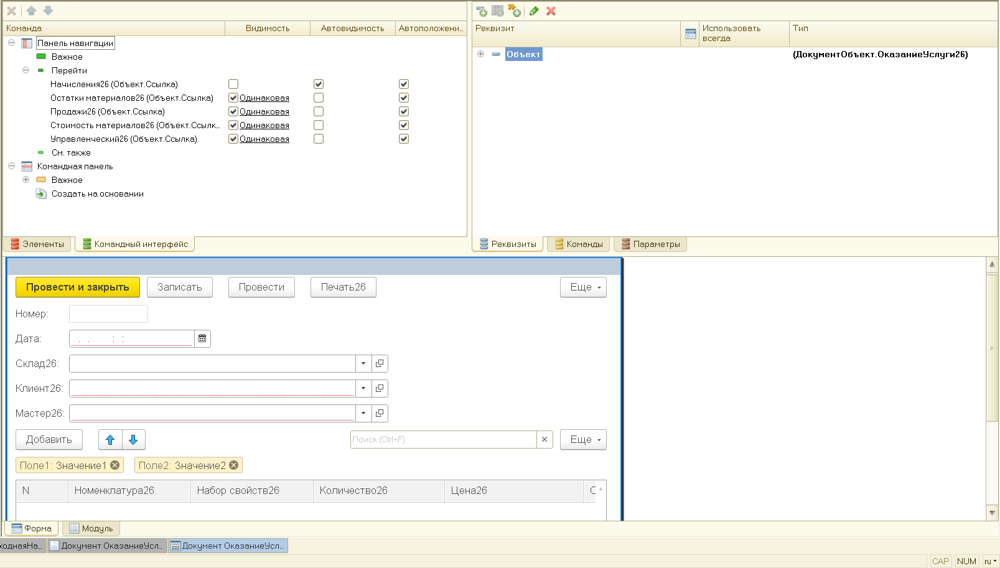 Команда Видимость Автовидимость Автоположени...
Панель навигации
Важное
Перейти
Начисления26 (Объект.Ссылка)
Остатки материалов26 (Объект.Ссылка) Одинаковая
Продажи26 (Объект.Ссылка) Одинаковая
Стоимость материалов26 (Объект.Ссылк... Одинаковая
Управленческий26 (Объект.Ссылка) Одинаковая
См. также
Командная панель
Важное
Создать на основании
Элементы Командный интерфейс
Реквизит Использовать всегда Тип
Объект (ДокументОбъект.ОказаниеУслуги26)
Реквизиты Команды Параметры
Провести и закрыть Записать Провести Печать26 Еще
Номер:
Дата: . . : :
Склад26:
Клиент26:
Мастер26:
Добавить Поиск (Ctrl+F) Еще
Поле1: Значение1 Поле2: Значение2
N Номенклатура26 Набор свойств26 Количество26 Цена26 С
Форма Модуль
ходнаяНа... Документ ОказаниеУсл... Документ ОказаниеУсл...
CAP NUM ru